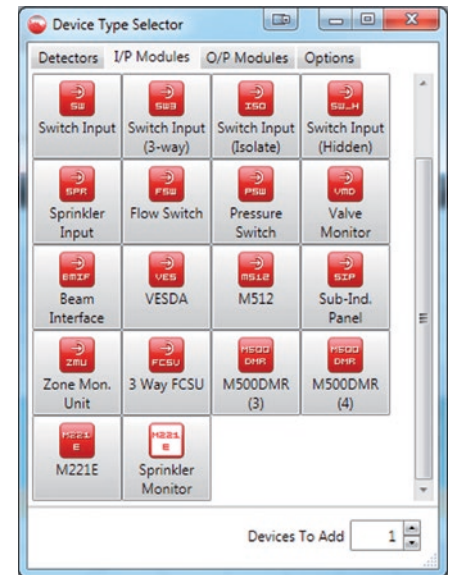 Device Type Selector
Detectors I/P Modules O/P Modules Options
SW SW3 ISO SW_H
Switch Input Switch Input Switch Input Switch Input
(3-way) (Isolate) (Hidden)
SPR FSW PSW VMD
Sprinkler Flow Switch Pressure Valve
Input Switch Monitor
BMIF VES M512 SIP
Beam VESDA M512 Sub-Ind.
Interface Panel
ZMU FCSU M500 DMR M500 DMR
Zone Mon. 3 Way FCSU M500DMR M500DMR
Unit (3) (4)
M221 E M221 E
M221E Sprinkler
Monitor
Devices To Add 1